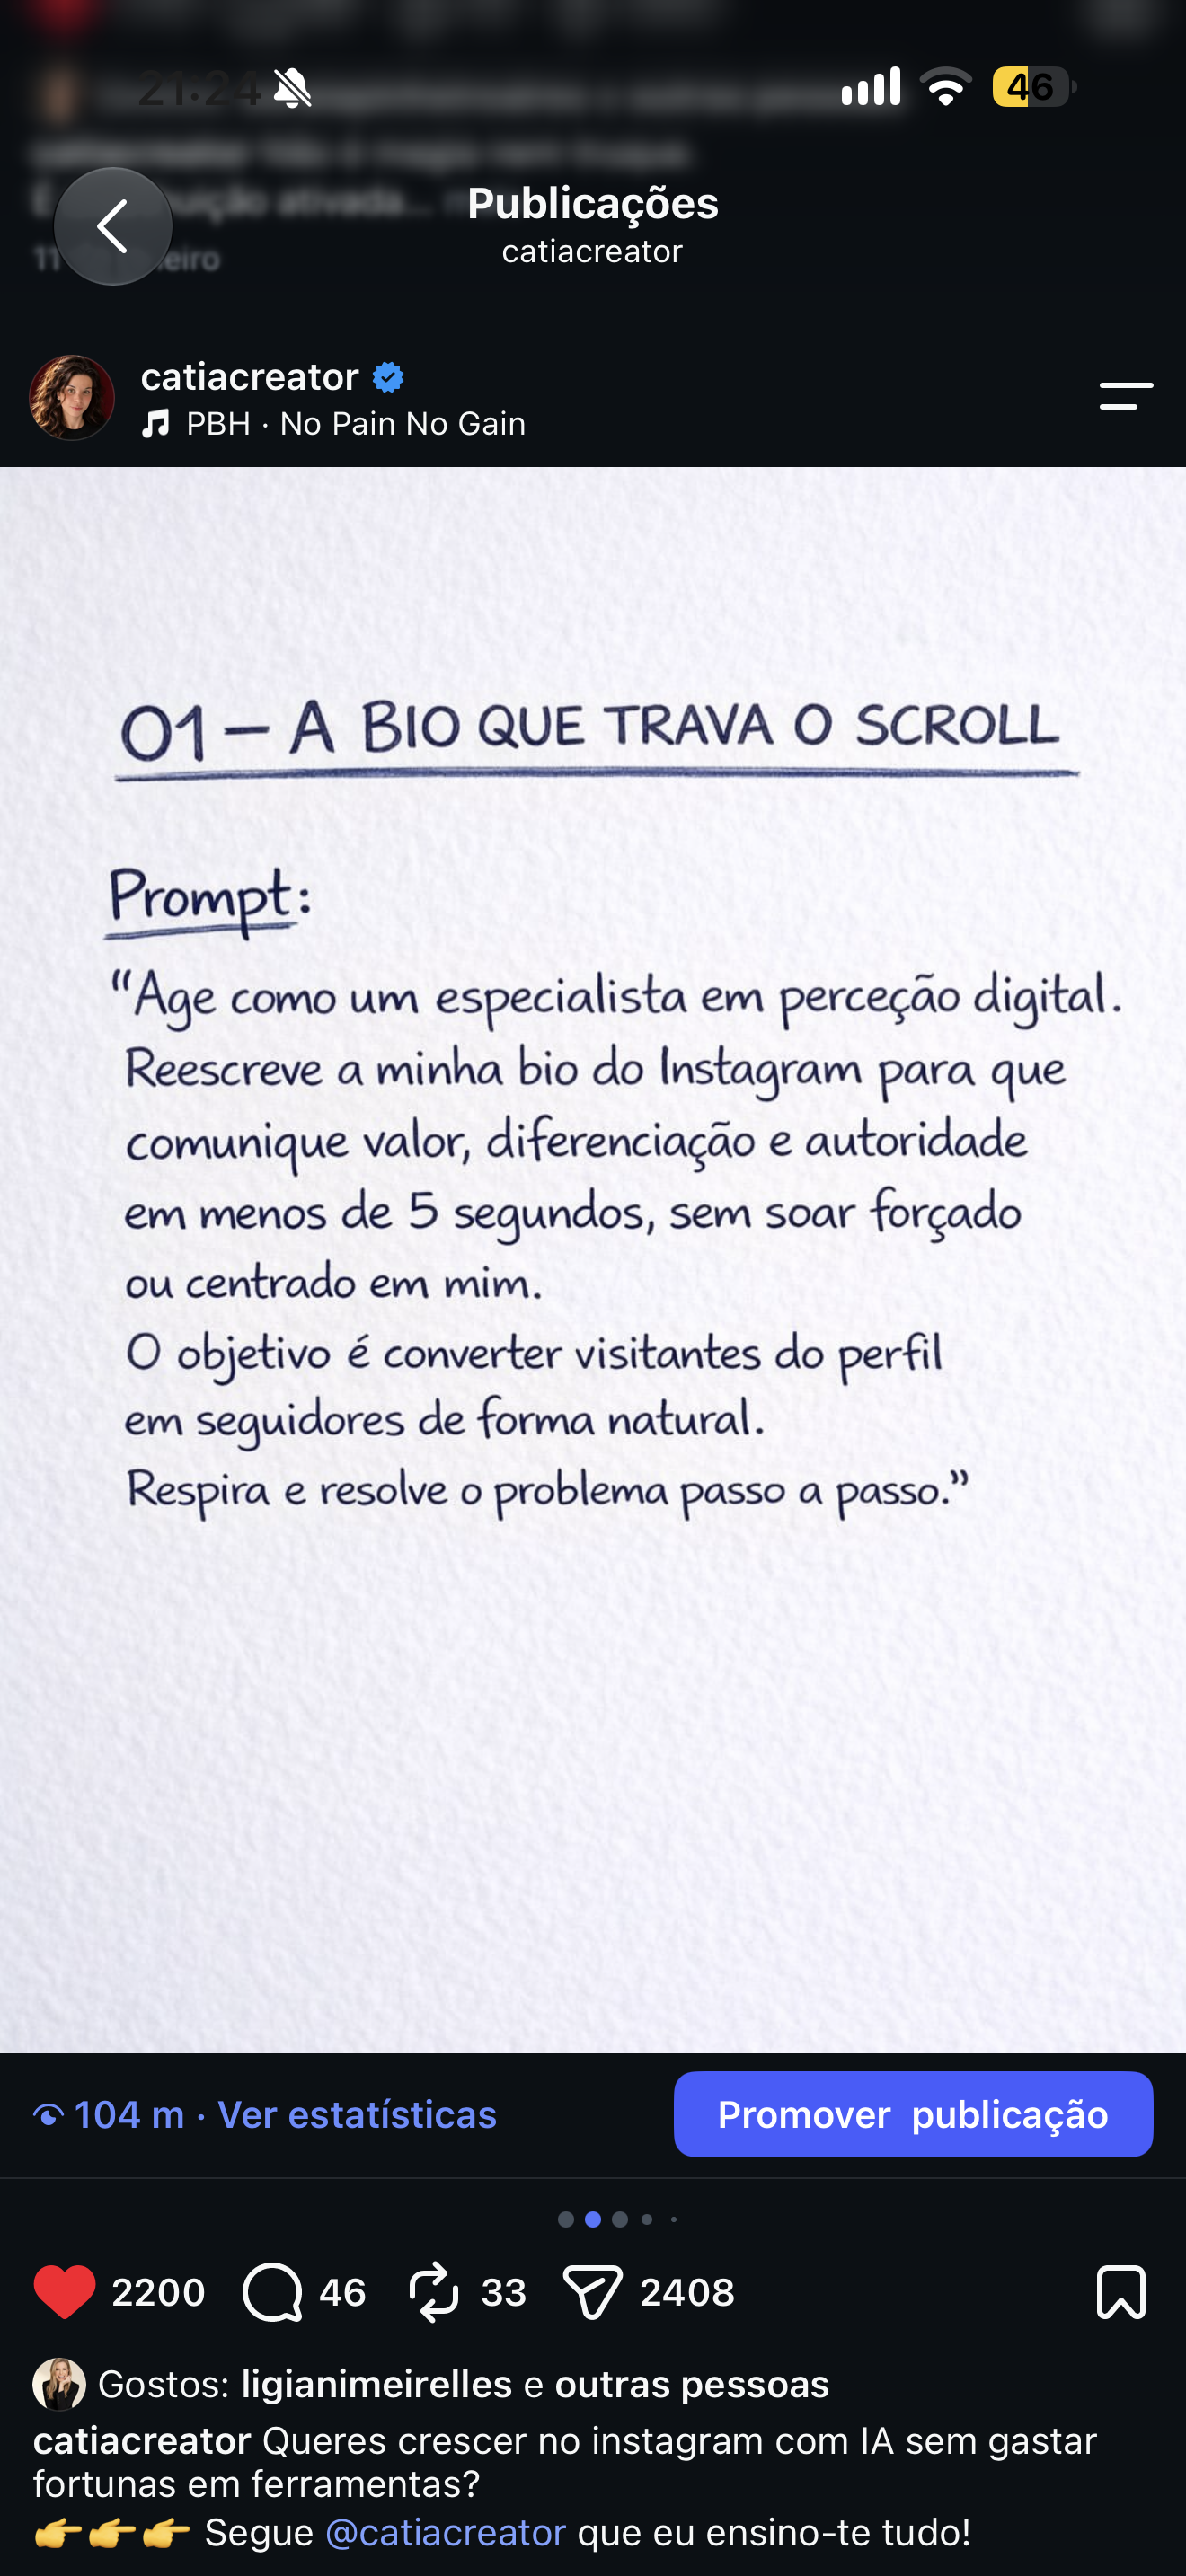 21:24
46
Publicações
catiacreator
catiacreator
PBH · No Pain No Gain
01 – A BIO QUE TRAVA O SCROLL
Prompt:
“Age como um especialista em perceção digital.
Reescreve a minha bio do Instagram para que
comunique valor, diferenciação e autoridade
em menos de 5 segundos, sem soar forçado
ou centrado em mim.
O objetivo é converter visitantes do perfil
em seguidores de forma natural.
Respira e resolve o problema passo a passo.”
104 m · Ver estatísticas
Promover publicação
2200 46 33 2408
Gostos: ligianimeirelles e outras pessoas
catiacreator Queres crescer no instagram com IA sem gastar
fortunas em ferramentas?
👉👉👉 Segue @catiacreator que eu ensino-te tudo!